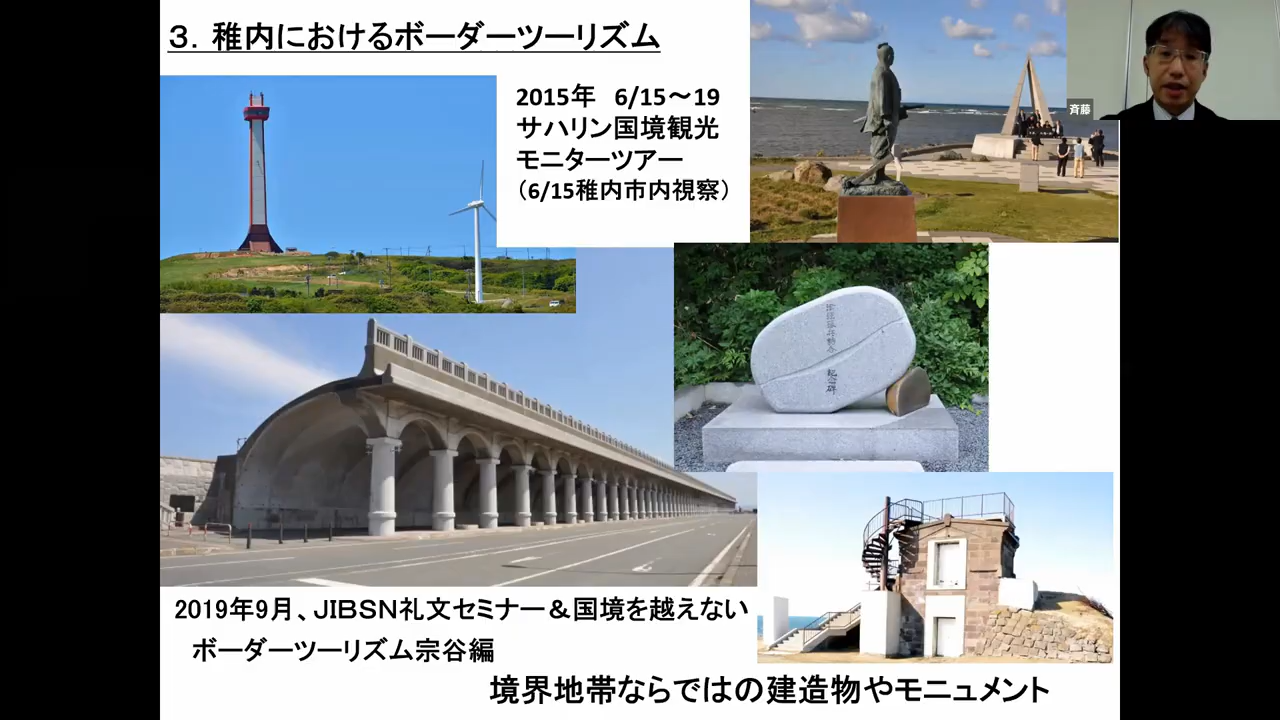 ３．稚内におけるボーダーツーリズム
2015年 6/15～19
サハリン国境観光
モニターツアー
（6/15稚内市内視察）
斉藤
記念碑
2019年9月、ＪＩＢＳＮ礼文セミナー＆国境を越えない
ボーダーツーリズム宗谷編
境界地帯ならではの建造物やモニュメント